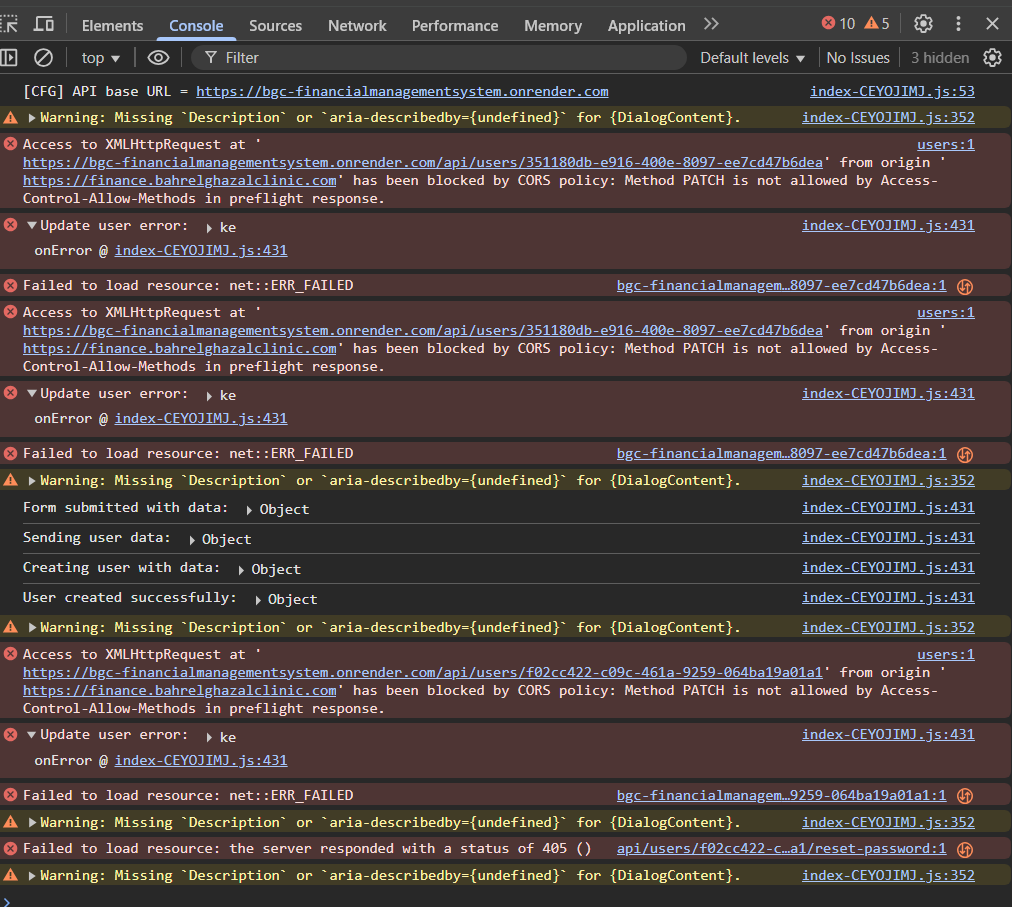 Elements Console Sources Network Performance Memory Application 10 5
top Filter Default levels No Issues 3 hidden
[CFG] API base URL = https://bgc-financialmanagementsystem.onrender.com index-CEYOJIMJ.js:53
Warning: Missing `Description` or `aria-describedby={undefined}` for {DialogContent}. index-CEYOJIMJ.js:352
Access to XMLHttpRequest at ' users:1
https://bgc-financialmanagementsystem.onrender.com/api/users/351180db-e916-400e-8097-ee7cd47b6dea' from origin '
https://finance.bahrelghazalclinic.com' has been blocked by CORS policy: Method PATCH is not allowed by Access-
Control-Allow-Methods in preflight response.
Update user error: ke index-CEYOJIMJ.js:431
onError @ index-CEYOJIMJ.js:431
Failed to load resource: net::ERR_FAILED bgc-financialmanagem…8097-ee7cd47b6dea:1
Access to XMLHttpRequest at ' users:1
https://bgc-financialmanagementsystem.onrender.com/api/users/351180db-e916-400e-8097-ee7cd47b6dea' from origin '
https://finance.bahrelghazalclinic.com' has been blocked by CORS policy: Method PATCH is not allowed by Access-
Control-Allow-Methods in preflight response.
Update user error: ke index-CEYOJIMJ.js:431
onError @ index-CEYOJIMJ.js:431
Failed to load resource: net::ERR_FAILED bgc-financialmanagem…8097-ee7cd47b6dea:1
Warning: Missing `Description` or `aria-describedby={undefined}` for {DialogContent}. index-CEYOJIMJ.js:352
Form submitted with data: Object index-CEYOJIMJ.js:431
Sending user data: Object index-CEYOJIMJ.js:431
Creating user with data: Object index-CEYOJIMJ.js:431
User created successfully: Object index-CEYOJIMJ.js:431
Warning: Missing `Description` or `aria-describedby={undefined}` for {DialogContent}. index-CEYOJIMJ.js:352
Access to XMLHttpRequest at ' users:1
https://bgc-financialmanagementsystem.onrender.com/api/users/f02cc422-c09c-461a-9259-064ba19a01a1' from origin '
https://finance.bahrelghazalclinic.com' has been blocked by CORS policy: Method PATCH is not allowed by Access-
Control-Allow-Methods in preflight response.
Update user error: ke index-CEYOJIMJ.js:431
onError @ index-CEYOJIMJ.js:431
Failed to load resource: net::ERR_FAILED bgc-financialmanagem…9259-064ba19a01a1:1
Warning: Missing `Description` or `aria-describedby={undefined}` for {DialogContent}. index-CEYOJIMJ.js:352
Failed to load resource: the server responded with a status of 405 () api/users/f02cc422-c…a1/reset-password:1
Warning: Missing `Description` or `aria-describedby={undefined}` for {DialogContent}. index-CEYOJIMJ.js:352